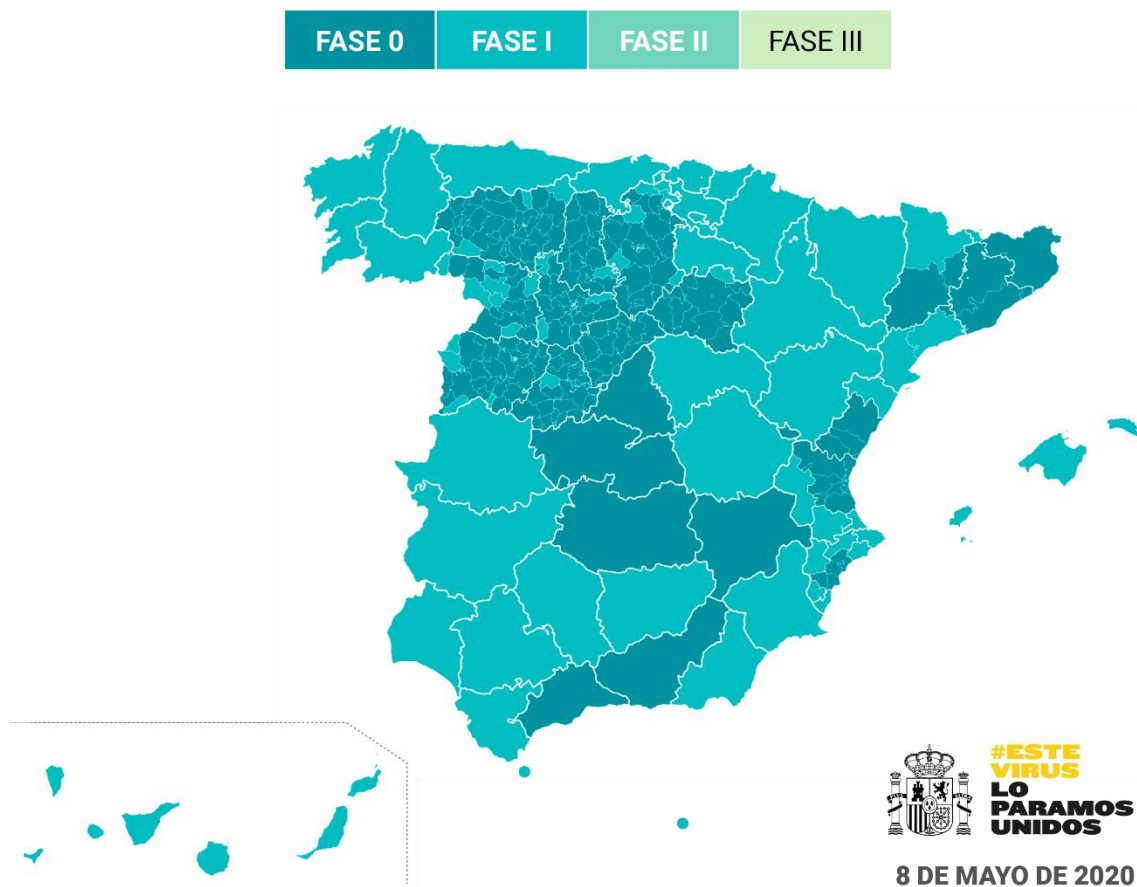 FASE 0 FASE I FASE II FASE III
#ESTE
VIRUS
LO
PARAMOS
UNIDOS
8 DE MAYO DE 2020